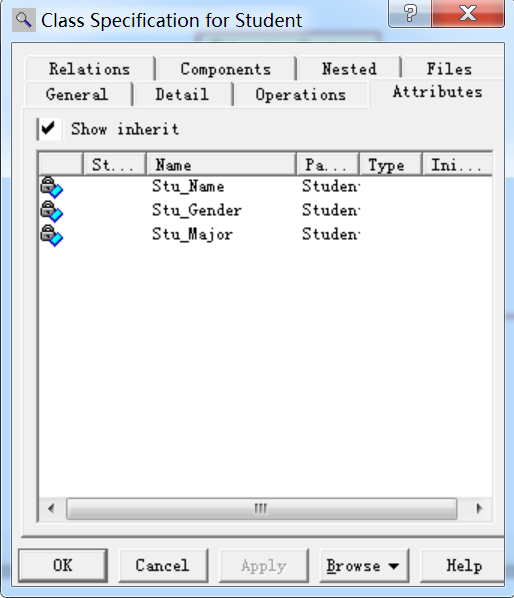 Class Specification for Student
Relations Components Nested Files
General Detail Operations Attributes
Show inherit
St... Name Pa... Type Ini...
Stu_Name Studen
Stu_Gender Studen
Stu_Major Studen
OK Cancel Apply Browse Help